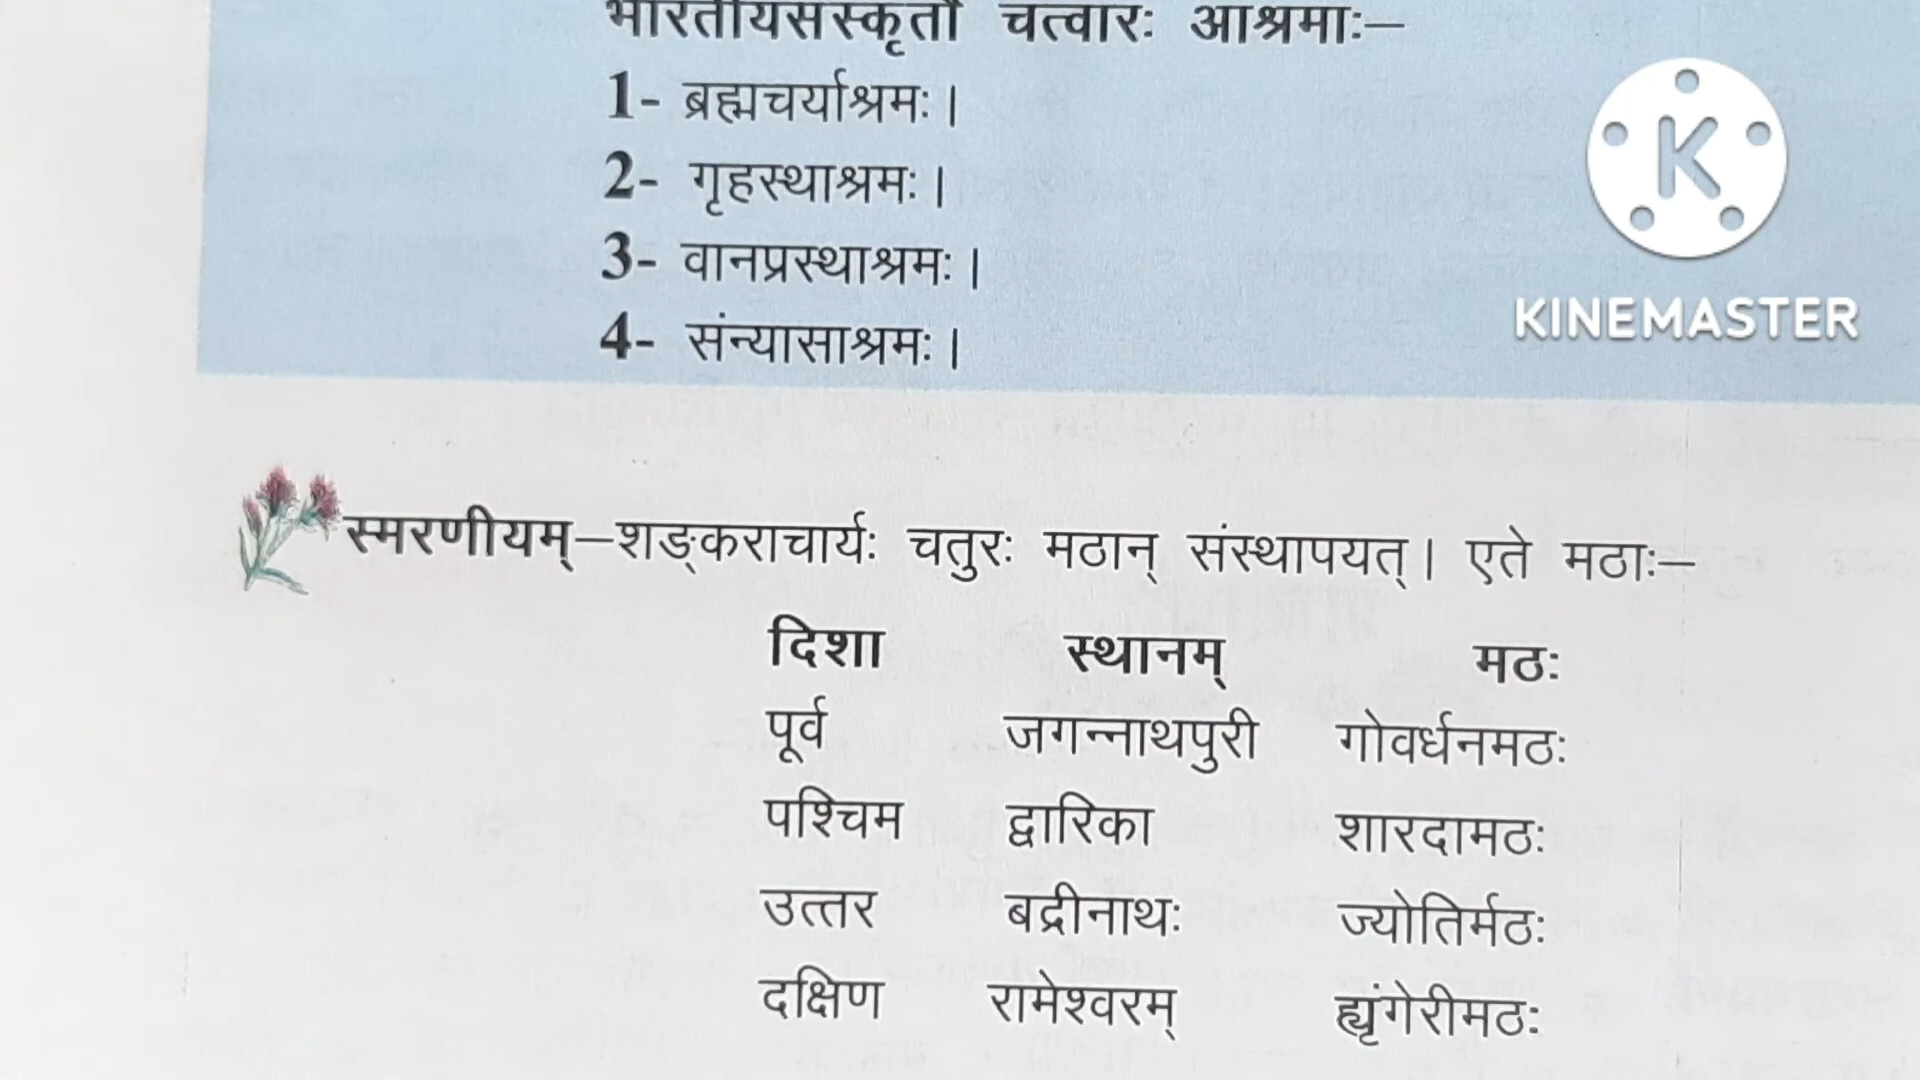 भारतीयसंस्कृतौ चत्वारः आश्रमाः—
1- ब्रह्मचर्याश्रमः।
2- गृहस्थाश्रमः।
3- वानप्रस्थाश्रमः।
4- संन्यासाश्रमः।
KINEMASTER
स्मरणीयम्—शङ्कराचार्यः चतुरः मठान् संस्थापयत्। एते मठाः—
दिशा स्थानम् मठः
पूर्व जगन्नाथपुरी गोवर्धनमठः
पश्चिम द्वारिका शारदामठः
उत्तर बद्रीनाथः ज्योतिर्मठः
दक्षिण रामेश्वरम् ह्यृंगेरीमठः